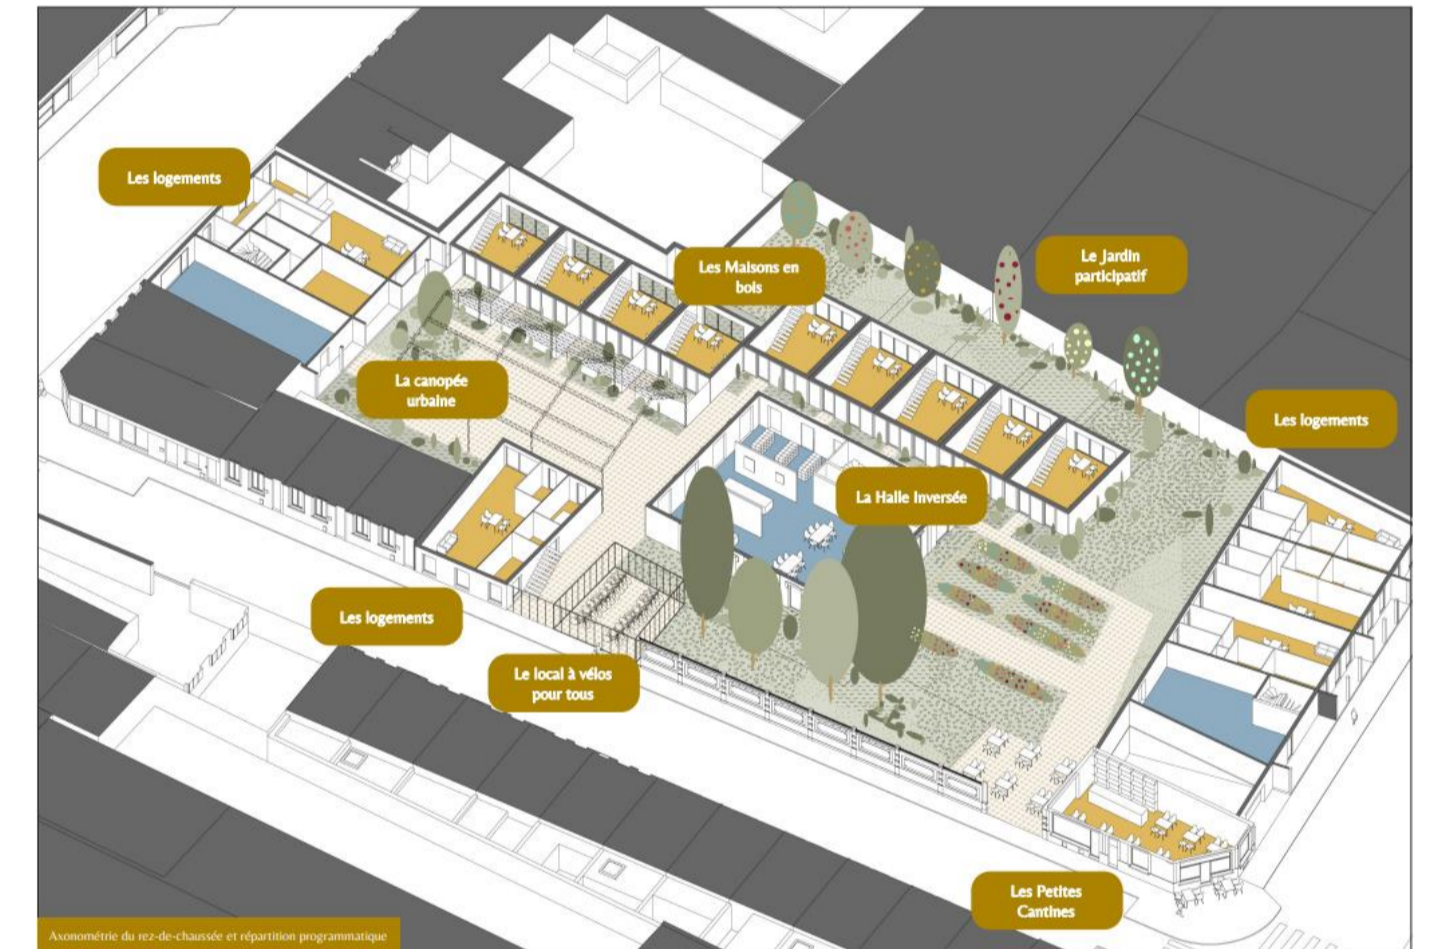 Les logements
Les Maisons en
bois
Le Jardin
participatif
La canopée
urbaine
Les logements
La Halle Inversée
Les logements
Le local à vélos
pour tous
Les Petites
Cantines
Axonométrie du rez-de-chaussée et répartition programmatique